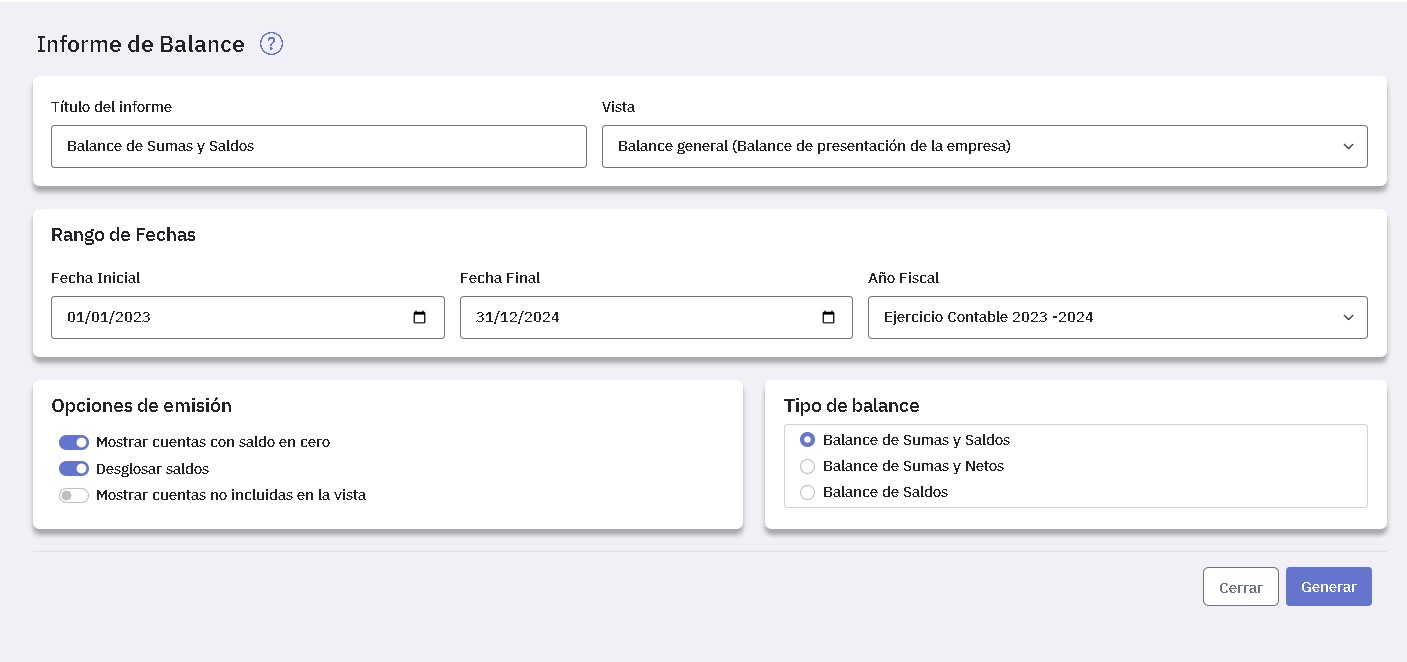 Informe de Balance ?
Título del informe
Balance de Sumas y Saldos
Vista
Balance general (Balance de presentación de la empresa)
Rango de Fechas
Fecha Inicial
01/01/2023
Fecha Final
31/12/2024
Año Fiscal
Ejercicio Contable 2023 -2024
Opciones de emisión
Mostrar cuentas con saldo en cero
Desglosar saldos
Mostrar cuentas no incluidas en la vista
Tipo de balance
Balance de Sumas y Saldos
Balance de Sumas y Netos
Balance de Saldos
Cerrar
Generar